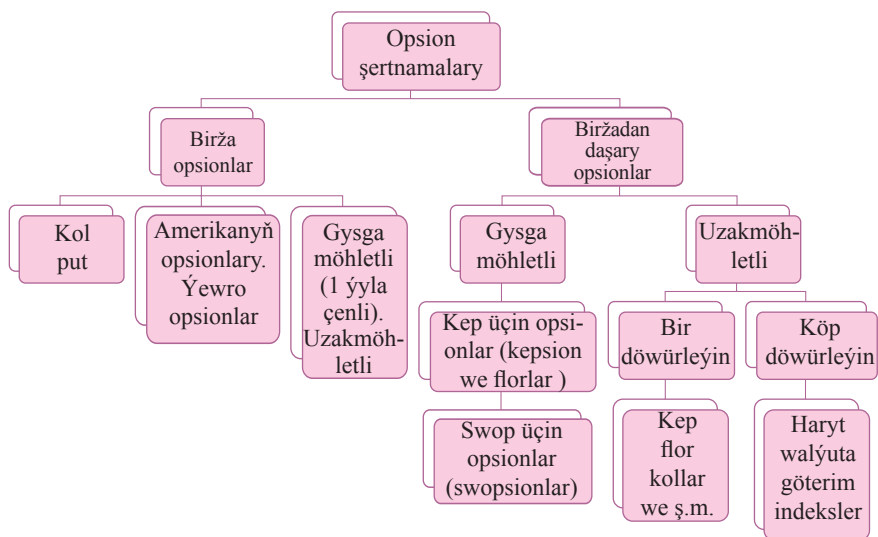 Opsion
şertnamalary
Birža
opsionlar
Biržadan
daşary
opsionlar
Kol
put
Amerikanyň
opsionlary.
Ýewro
opsionlar
Gysga
möhletli
(1 ýyla
çenli).
Uzakmöh-
letli
Gysga
möhletli
Uzakmöh-
letli
Kep üçin opsi-
onlar (kepsion
we florlar )
Bir
döwürleýin
Köp
döwürleýin
Swop üçin
opsionlar
(swopsionlar)
Kep
flor
kollar
we ş.m.
Haryt
walýuta
göterim
indeksler